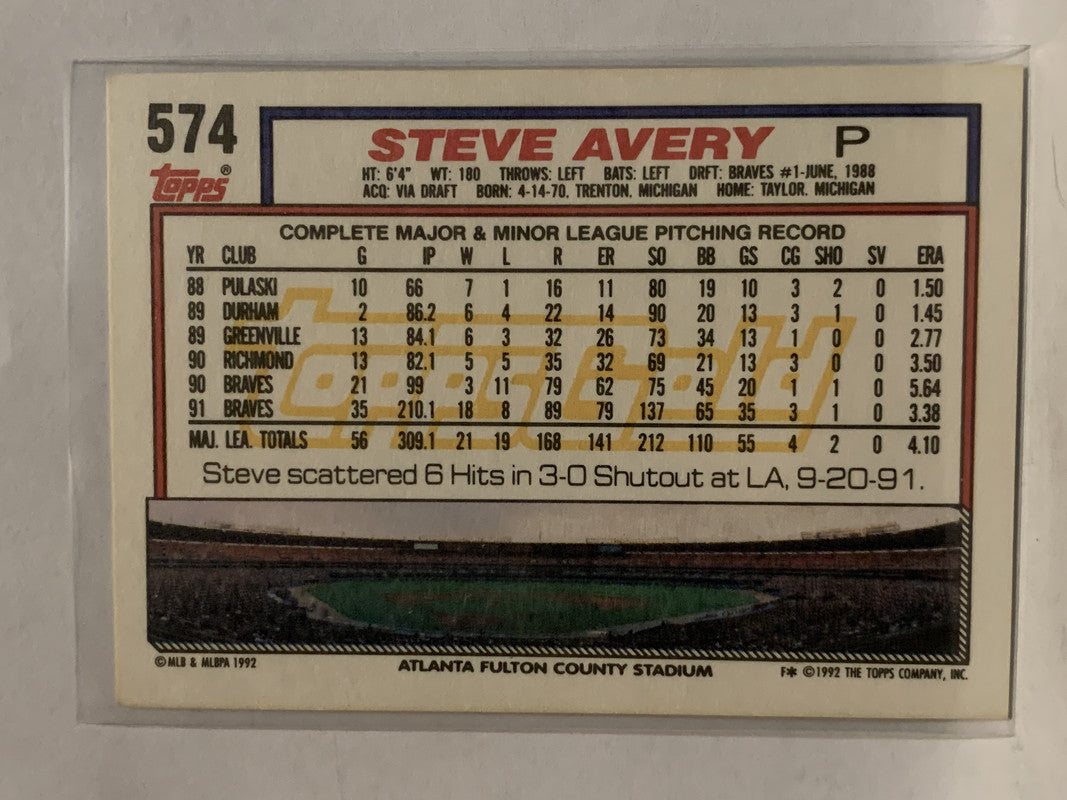 574
STEVE AVERY P
Topps®
HT: 6'4" WT: 180 THROWS: LEFT BATS: LEFT DRFT: BRAVES #1-JUNE, 1988
ACQ: VIA DRAFT BORN: 4-14-70, TRENTON, MICHIGAN HOME: TAYLOR, MICHIGAN
COMPLETE MAJOR & MINOR LEAGUE PITCHING RECORD
YR CLUB G IP W L R ER SO BB GS CG SHO SV ERA
88 PULASKI 10 66 7 1 16 11 80 19 10 3 2 0 1.50
89 DURHAM 2 86.2 6 4 22 14 90 20 13 3 1 0 1.45
89 GREENVILLE 13 84.1 6 3 32 26 73 34 13 1 0 0 2.77
90 RICHMOND 13 82.1 5 5 35 32 69 21 13 3 0 0 3.50
90 BRAVES 21 99 3 11 79 62 75 45 20 1 1 0 5.64
91 BRAVES 35 210.1 18 8 89 79 137 65 35 3 1 0 3.38
MAJ. LEA. TOTALS 56 309.1 21 19 168 141 212 110 55 4 2 0 4.10
ToppsGold
Steve scattered 6 Hits in 3-0 Shutout at LA, 9-20-91.
© MLB & MLBPA 1992
ATLANTA FULTON COUNTY STADIUM
F* © 1992 THE TOPPS COMPANY, INC.